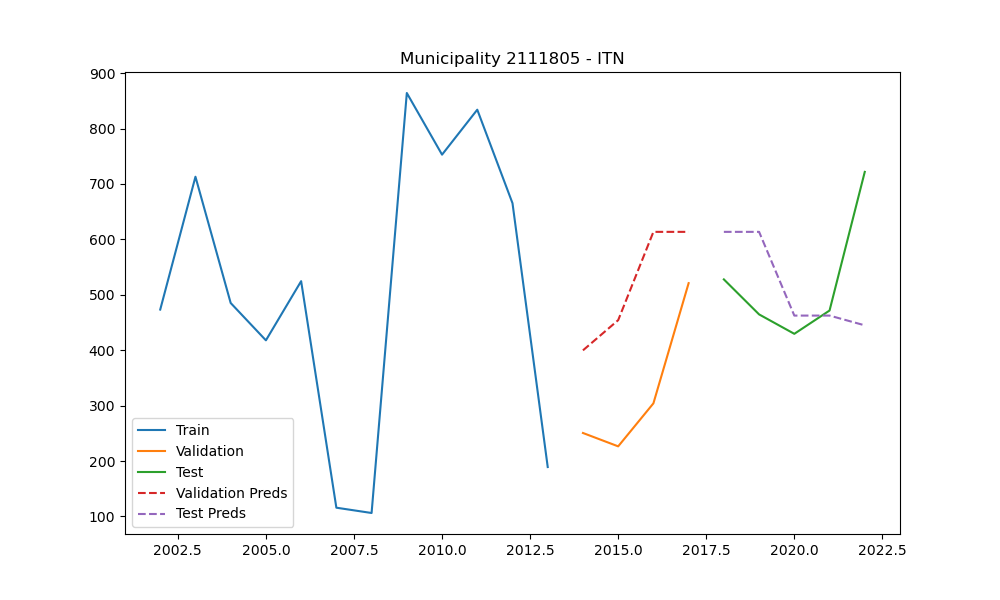 Municipality 2111805 - ITN
900
800
700
600
500
400
300
200
100
Train
Validation
Test
Validation Preds
Test Preds
2002.5 2005.0 2007.5 2010.0 2012.5 2015.0 2017.5 2020.0 2022.5